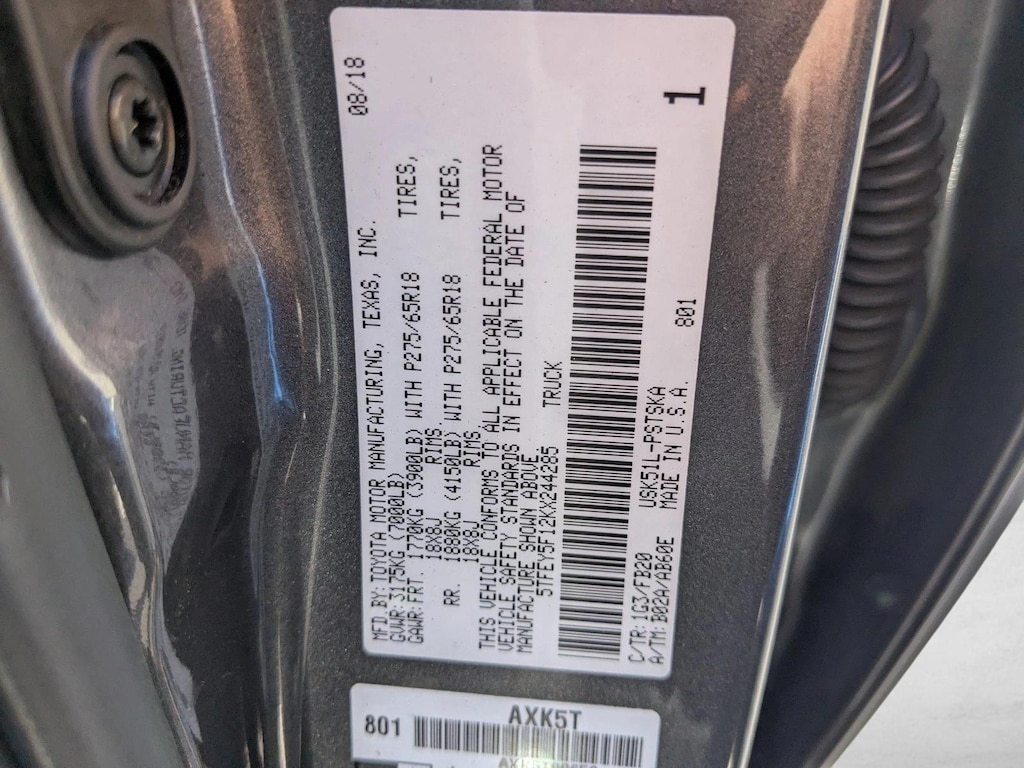 MFD BY:TOYOTA MOTOR MANUFACTURING, TEXAS, INC. 08/18
GVWR:3175KG (7000LB)
GAWR:FRT. 1770KG (3900LB) WITH P275/65R18 TIRES,
18X8J RIMS
RR. 1880KG (4150LB) WITH P275/65R18 TIRES,
18X8J RIMS
THIS VEHICLE CONFORMS TO ALL APPLICABLE FEDERAL MOTOR
VEHICLE SAFETY STANDARDS IN EFFECT ON THE DATE OF
MANUFACTURE SHOWN ABOVE.
5TFEY5F12KX244285 TRUCK
C/TR:1G3/FB20 USK51L-PSTSKA 801 1
A/TM:B02A/AB60E MADE IN U.S.A.
AXK5T
801